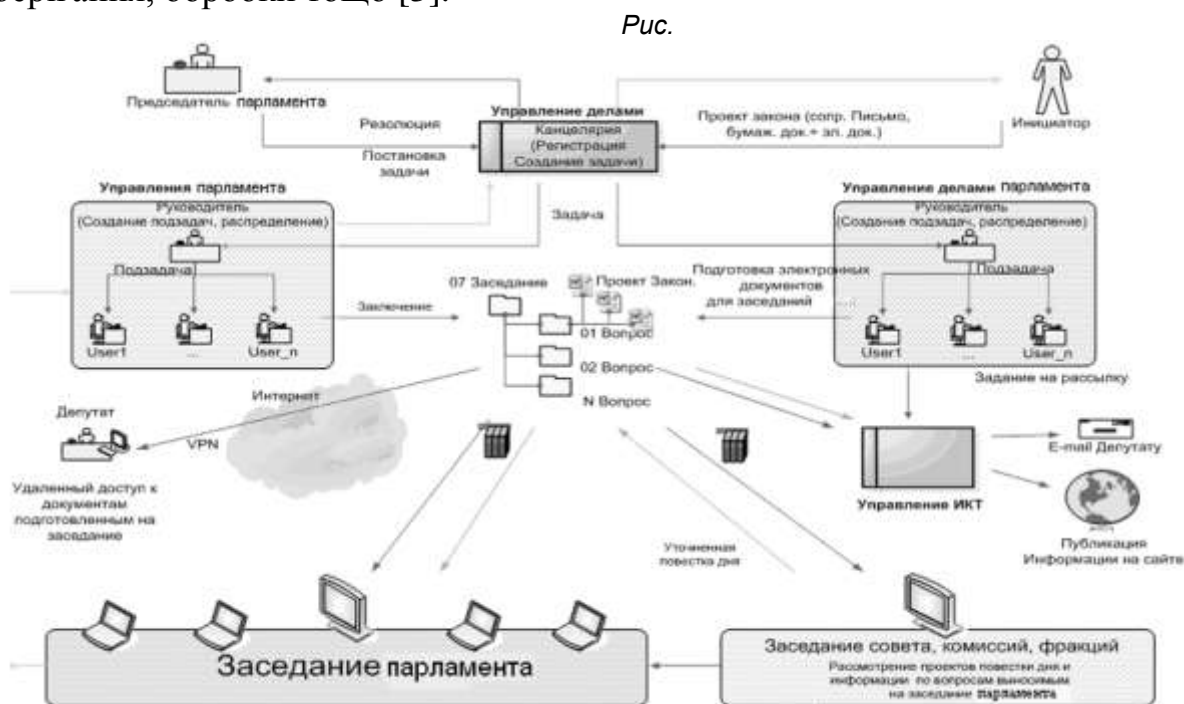 Рис.
Председатель парламента
Управление делами
Канцелярия
(Регистрация
Создание задачи)
Резолюция
Постановка
задачи
Проект закона (сопр. Письмо,
бумаж. док.+ эл. док.)
Инициатор
Управления парламента
Руководитель
(Создание подзадач, распределение)
Подзадача
User1
...
User_n
Задача
Управление делами парламента
Руководитель
(Создание подзадач, распределение)
Подзадача
User1
...
User_n
07 Заседание
Проект Закон.
01 Вопрос
02 Вопрос
N Вопрос
Заключение
Подготовка электронных
документов
для заседаний
Задание на рассылку
Интернет
Депутат
VPN
Удаленный доступ к
документам
подготовленным на
заседание
E-mail Депутату
Управление ИКТ
Публикация
Информации на сайте
Уточненная
повестка дня
Заседание парламента
Заседание совета, комиссий, фракций
Рассмотрение проектов повестки дня и
информации по вопросам выносимым
на заседание парламента